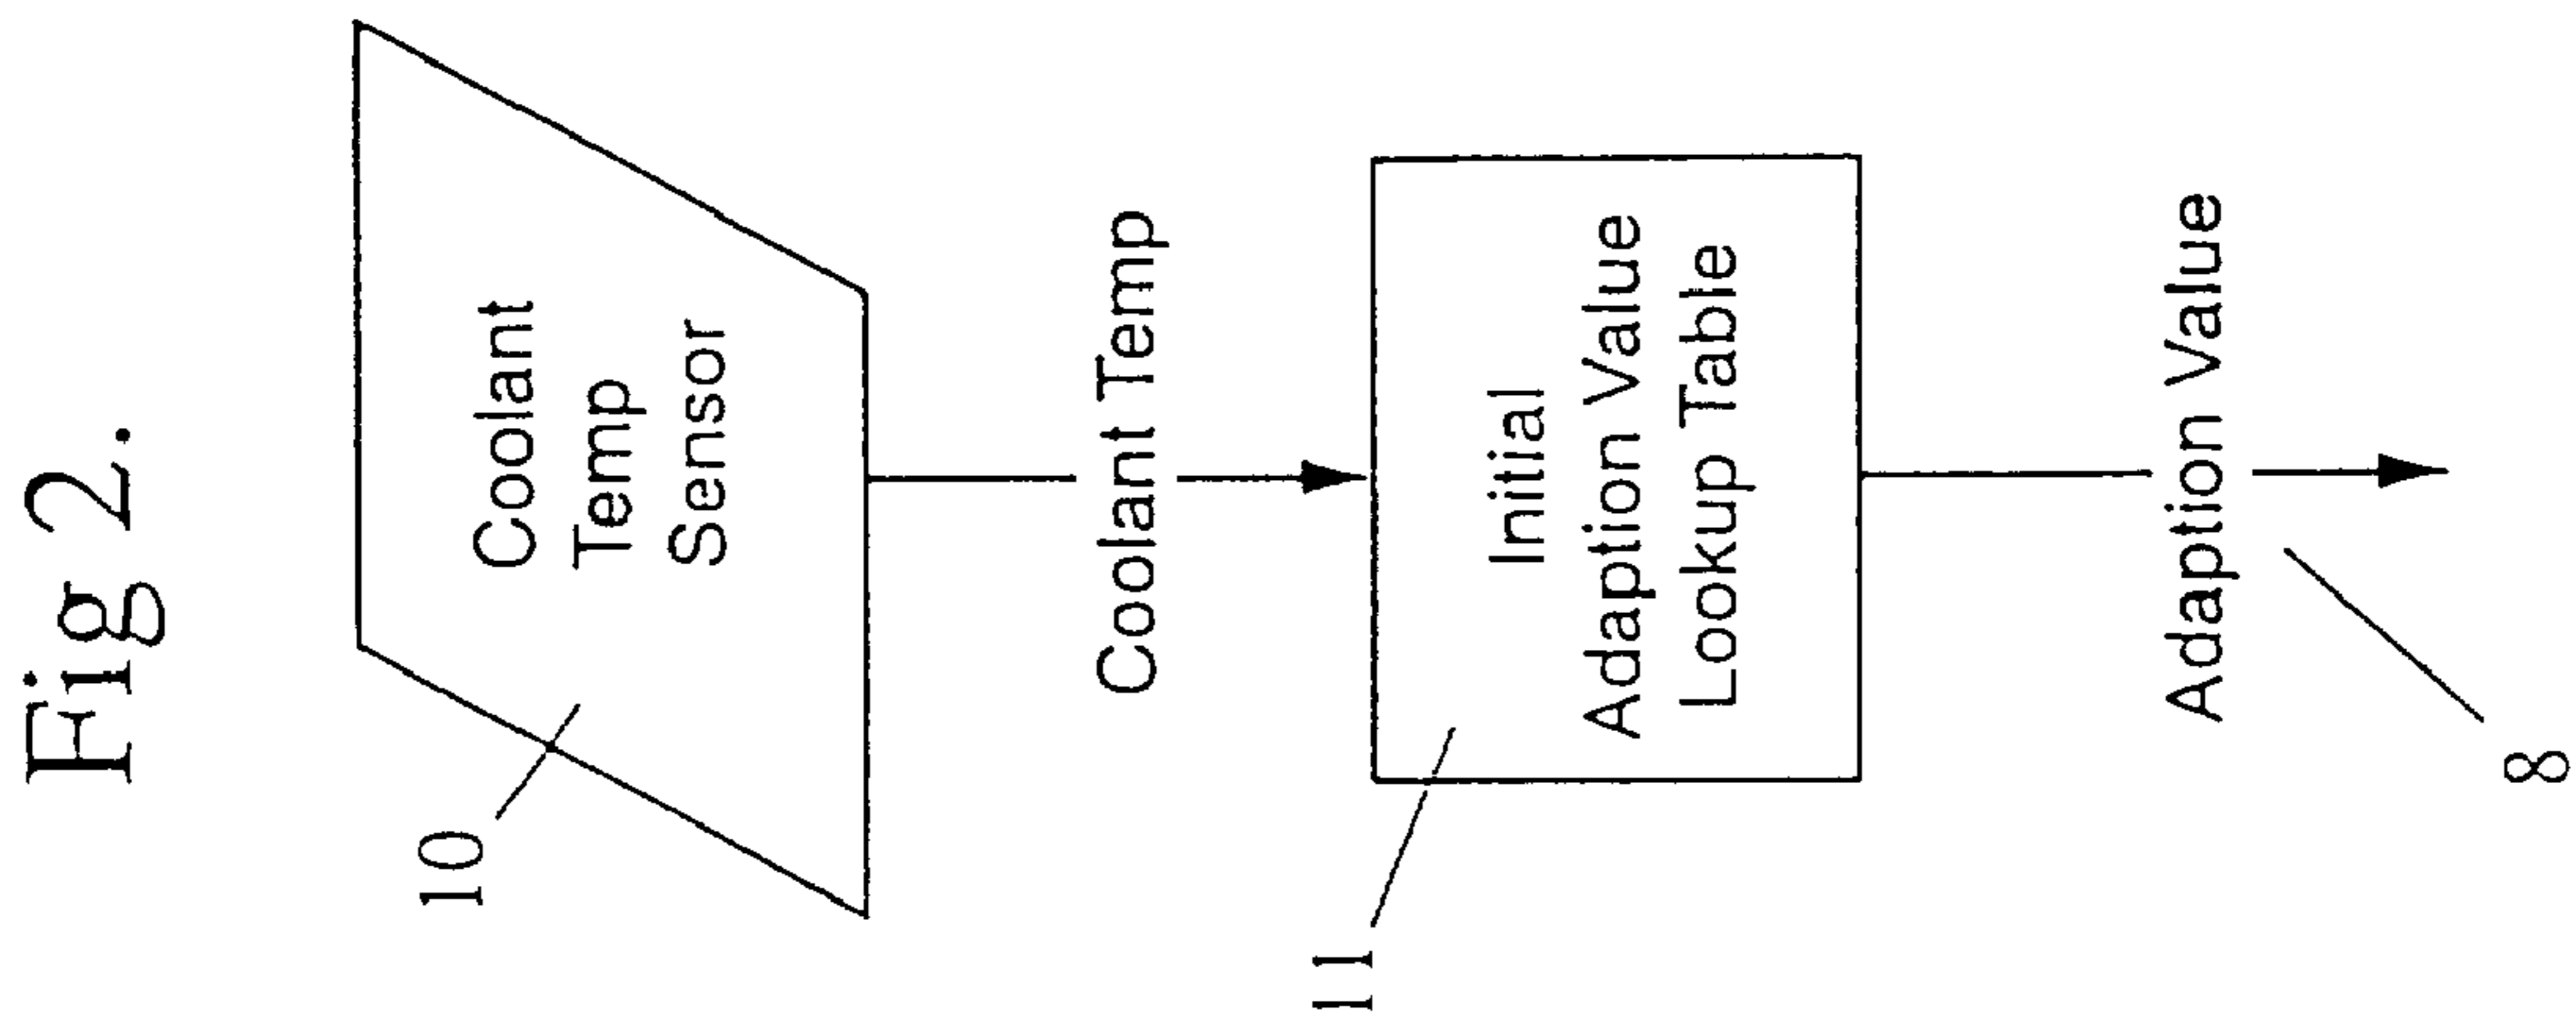 Fig 2.
Coolant
Temp
Sensor
10
Coolant Temp
Initial
Adaption Value
Lookup Table
11
Adaption Value
8